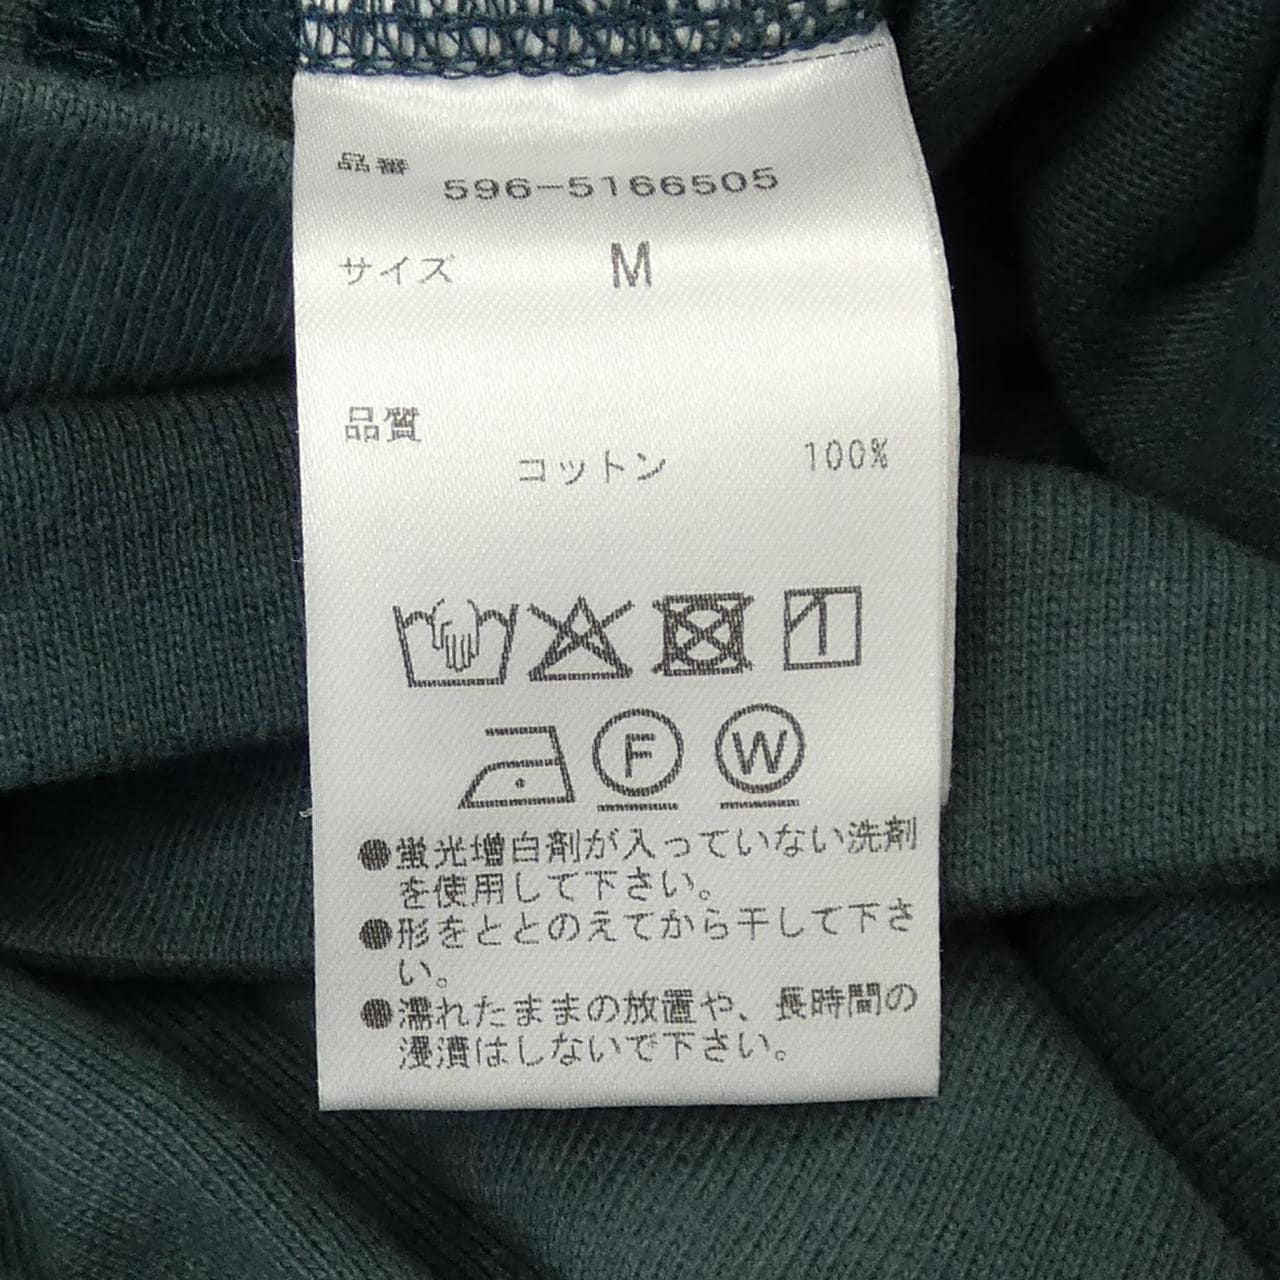 品番 596-5166505
サイズ M
品質
コットン 100%
F W
●蛍光増白剤が入っていない洗剤
を使用して下さい。
●形をととのえてから干して下さ
い。
●濡れたままの放置や、長時間の
浸漬はしないで下さい。